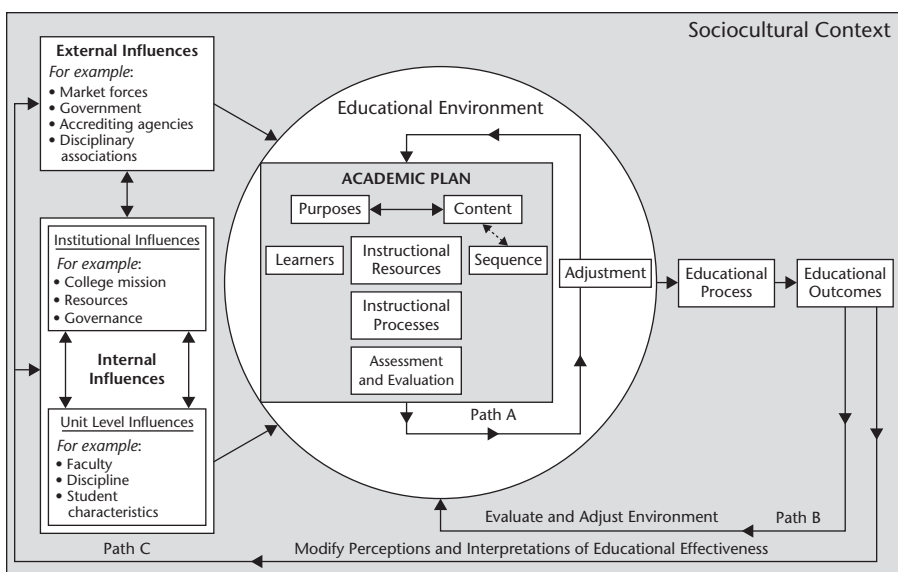 Sociocultural Context
External Influences
For example:
• Market forces
• Government
• Accrediting agencies
• Disciplinary
associations
Institutional Influences
For example:
• College mission
• Resources
• Governance
Internal
Influences
Unit Level Influences
For example:
• Faculty
• Discipline
• Student
characteristics
Educational Environment
ACADEMIC PLAN
Purposes
Content
Learners
Instructional
Resources
Sequence
Instructional
Processes
Assessment
and Evaluation
Adjustment
Path A
Educational
Process
Educational
Outcomes
Evaluate and Adjust Environment
Path B
Path C
Modify Perceptions and Interpretations of Educational Effectiveness